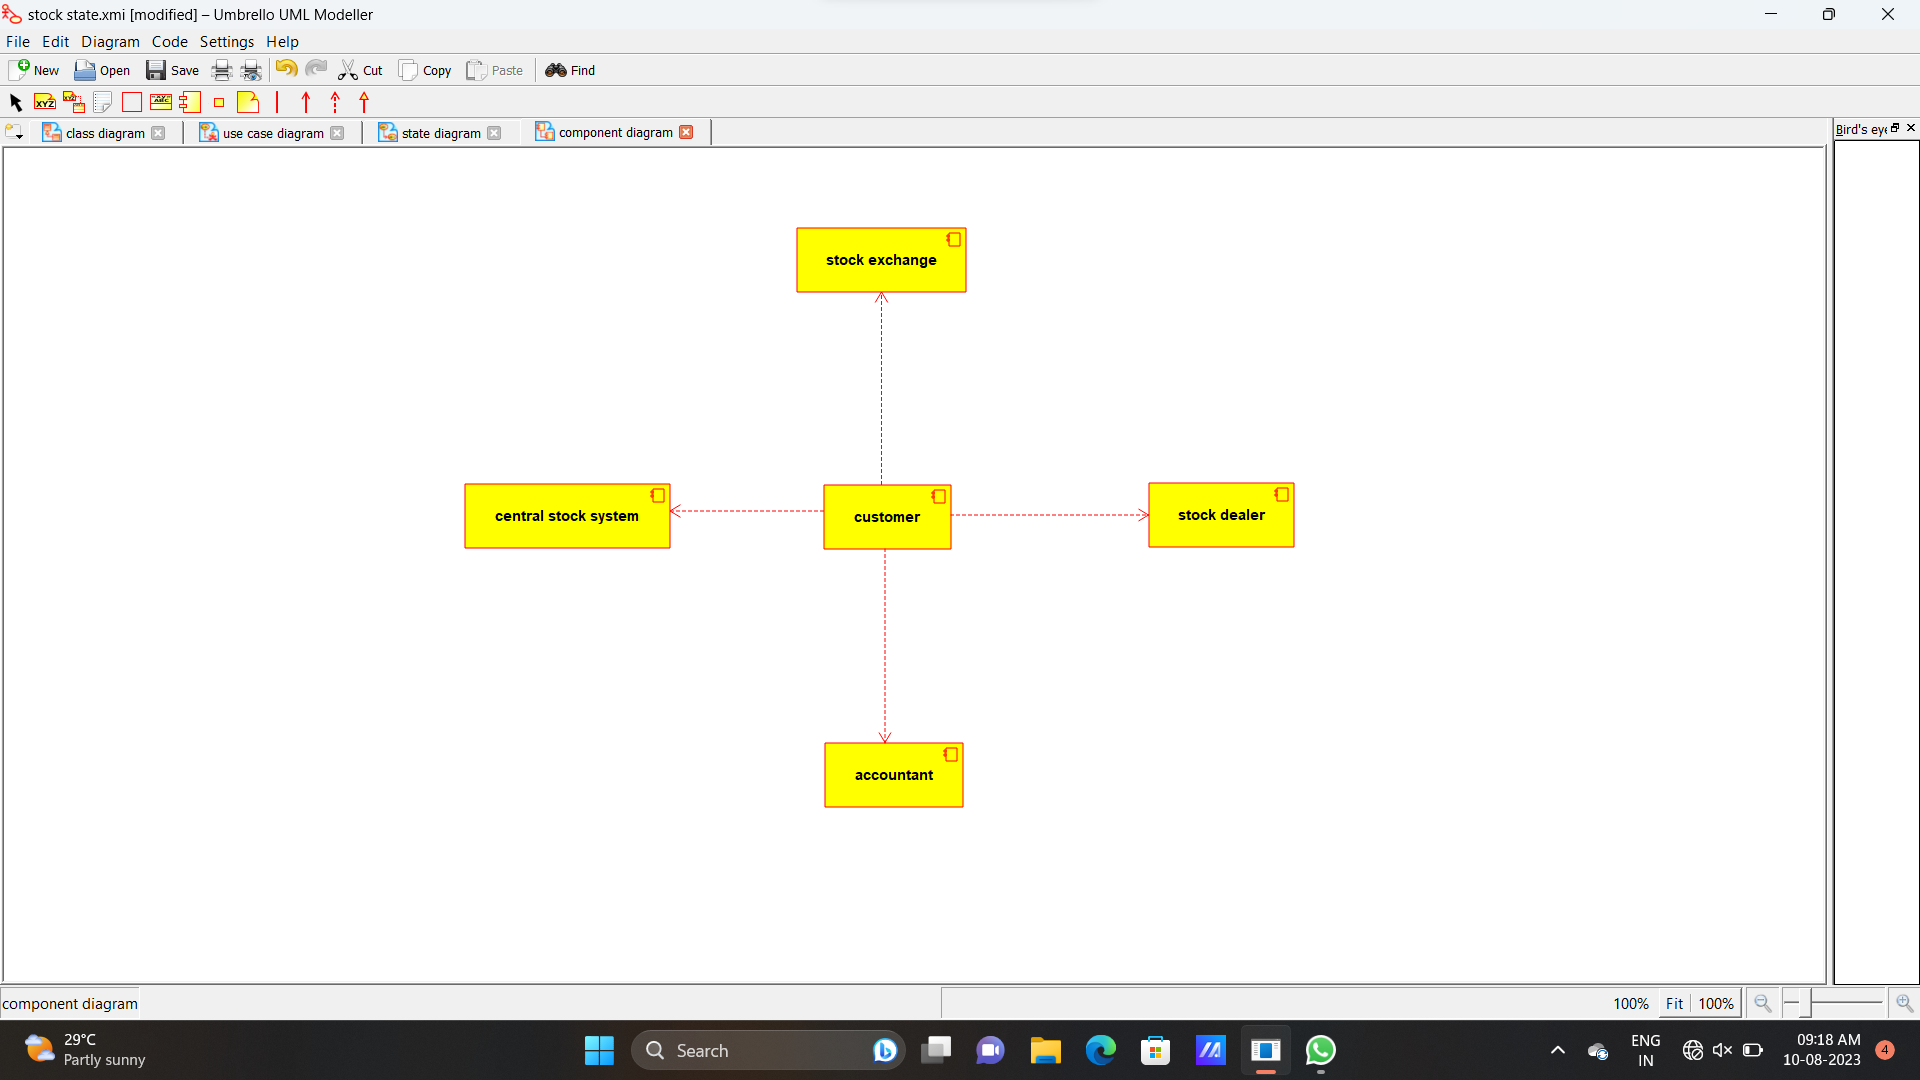 stock state.xmi [modified] – Umbrello UML Modeller
File Edit Diagram Code Settings Help
New Open Save Cut Copy Paste Find
XYZ XYZ ABC
class diagram use case diagram state diagram component diagram
Bird's eye
stock exchange
central stock system
customer
stock dealer
accountant
component diagram
100% Fit 100%
29°C
Partly sunny
Search
ENG
IN
09:18 AM
10-08-2023
4